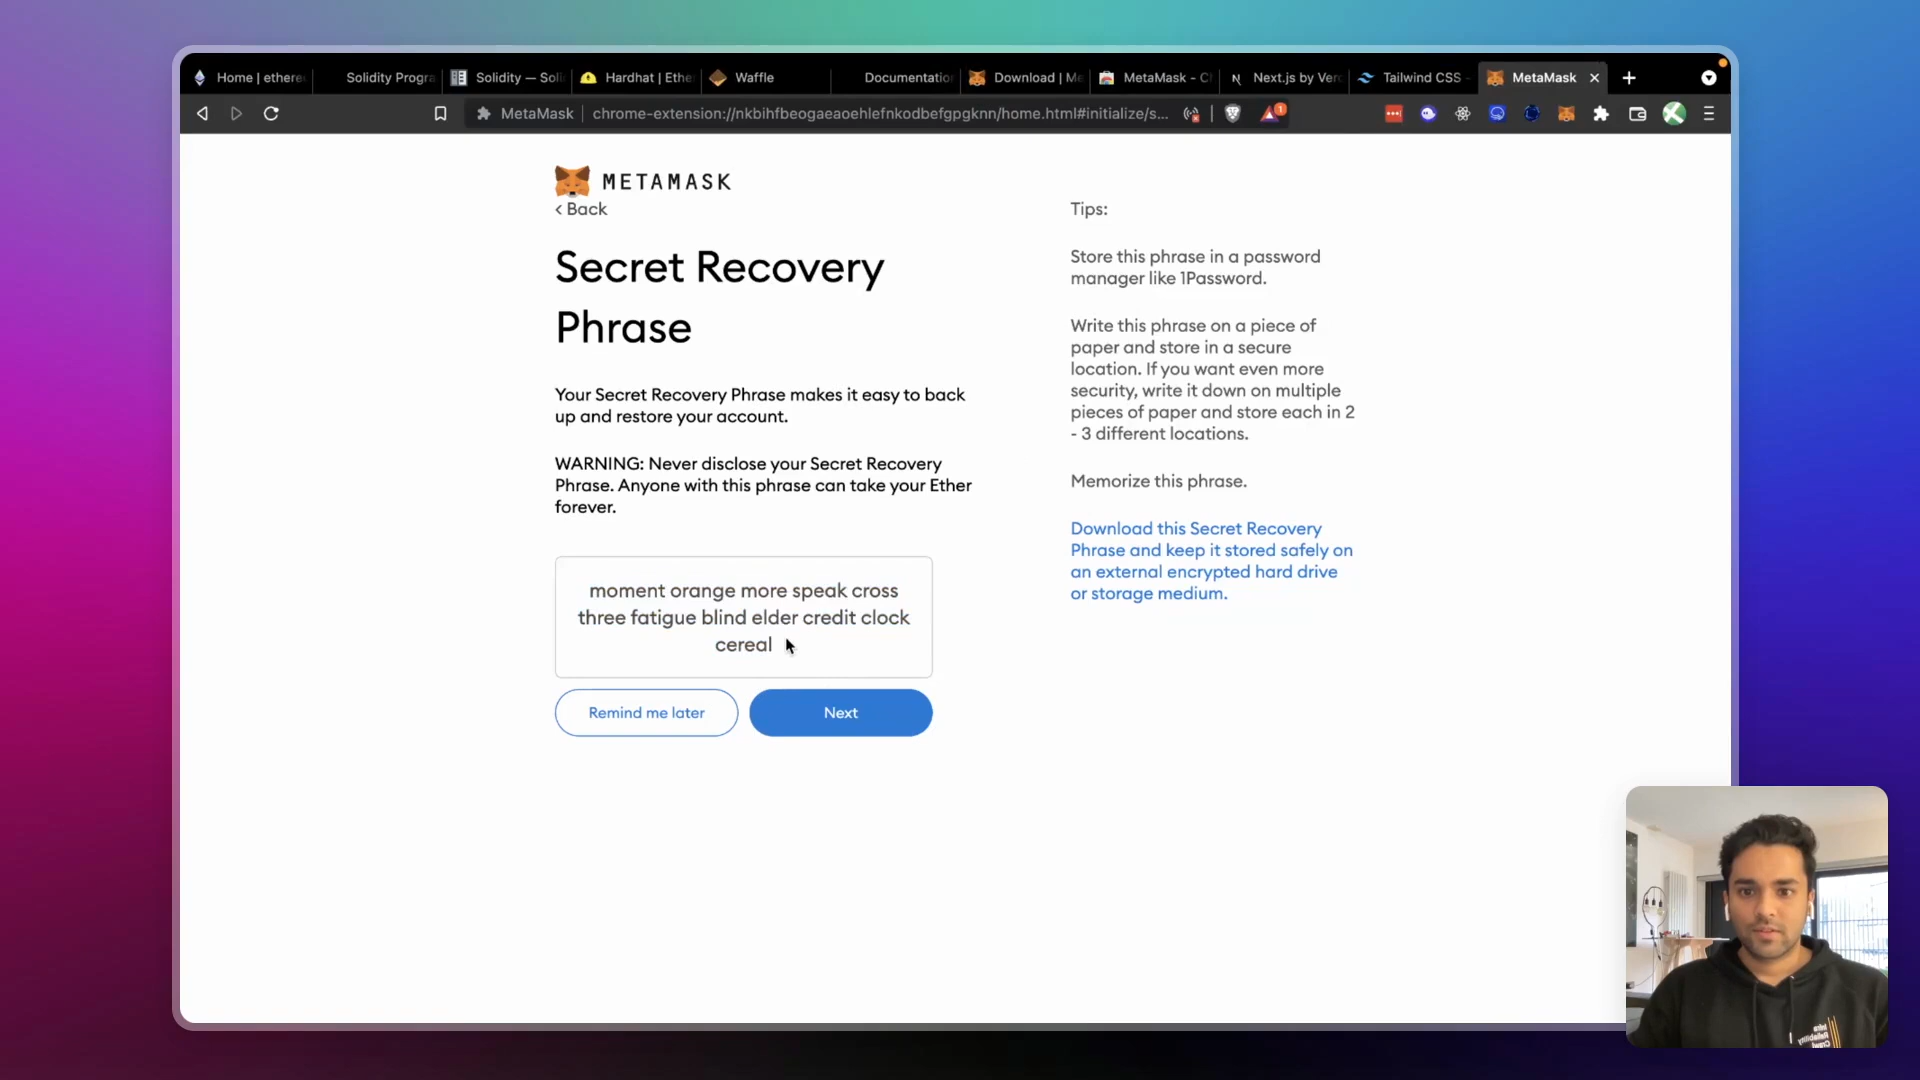 Home | ethere
Solidity Progra
Solidity — Soli
Hardhat | Ethe
Waffle
Documentation
Download | Me
MetaMask - C
Next.js by Verc
Tailwind CSS -
MetaMask
MetaMask
chrome-extension://nkbihfbeogaeaoehlefnkodbefgpgknn/home.html#initialize/s...
1
METAMASK
< Back
Secret Recovery
Phrase
Your Secret Recovery Phrase makes it easy to back
up and restore your account.
WARNING: Never disclose your Secret Recovery
Phrase. Anyone with this phrase can take your Ether
forever.
moment orange more speak cross
three fatigue blind elder credit clock
cereal
Remind me later
Next
Tips:
Store this phrase in a password
manager like 1Password.
Write this phrase on a piece of
paper and store in a secure
location. If you want even more
security, write it down on multiple
pieces of paper and store each in 2
- 3 different locations.
Memorize this phrase.
Download this Secret Recovery
Phrase and keep it stored safely on
an external encrypted hard drive
or storage medium.